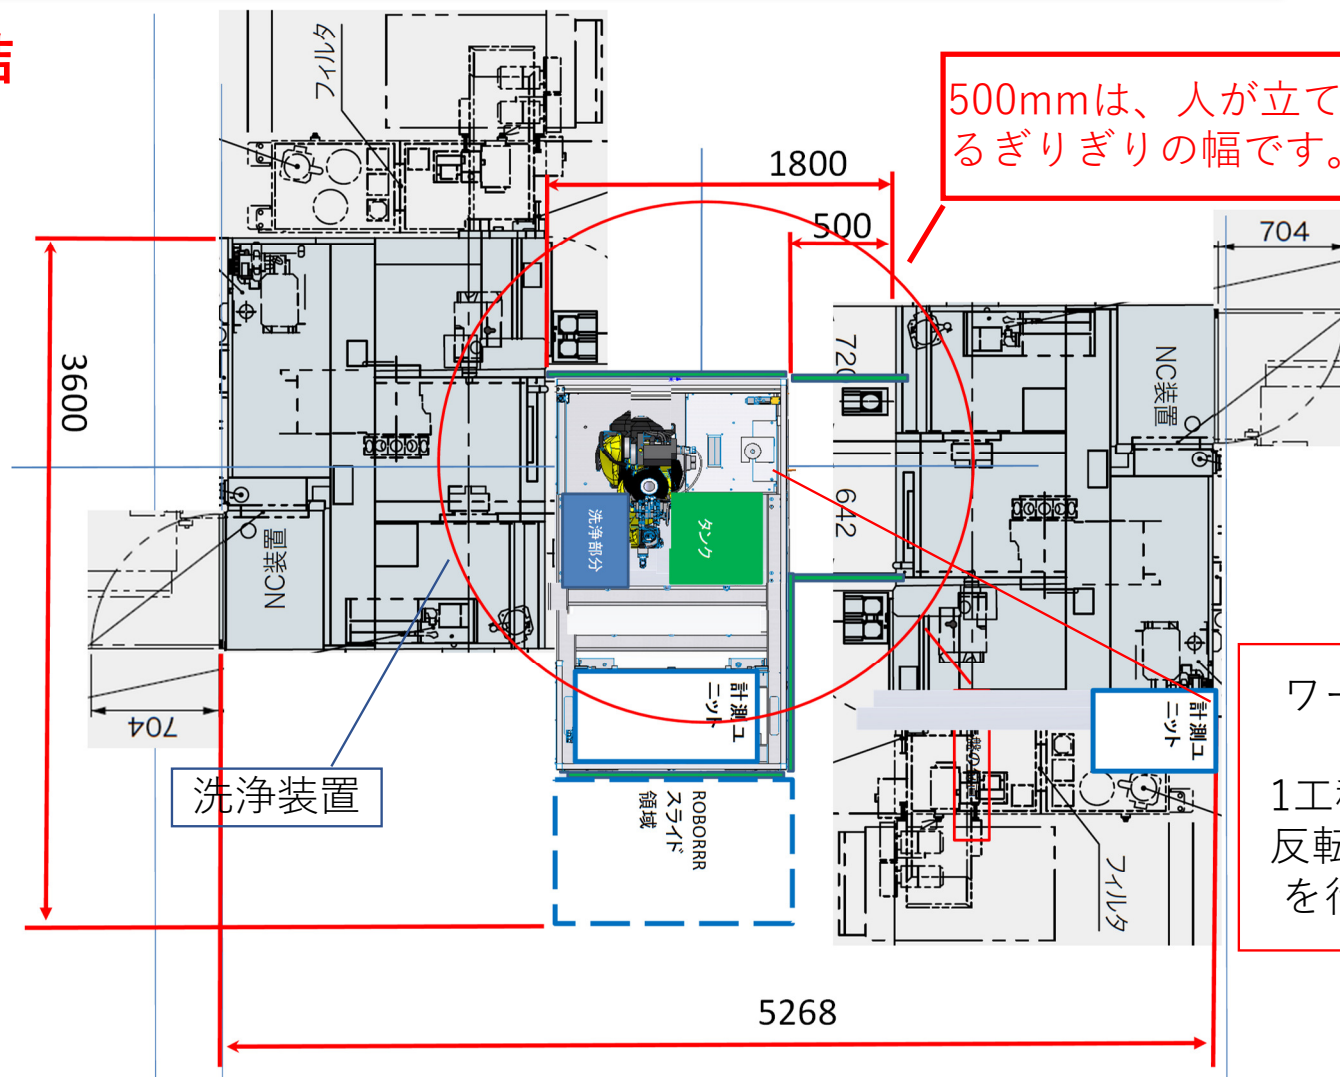 フィルタ
500mmは、人が立て
るぎりぎりの幅です。
1800
500
704
3600
720
NC装置
642
洗浄部分
タンク
NC装置
計測ユ
ニット
計測ユ
ニット
ワー
704
洗浄装置
ROBORRR
スライド
領域
1工
反転
を行
フィルタ
5268